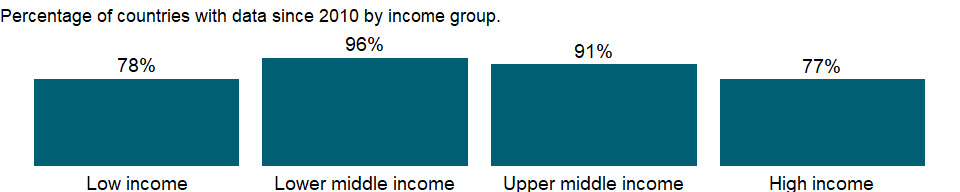 Percentage of countries with data since 2010 by income group.
78%
96%
91%
77%
Low income
Lower middle income
Upper middle income
High income